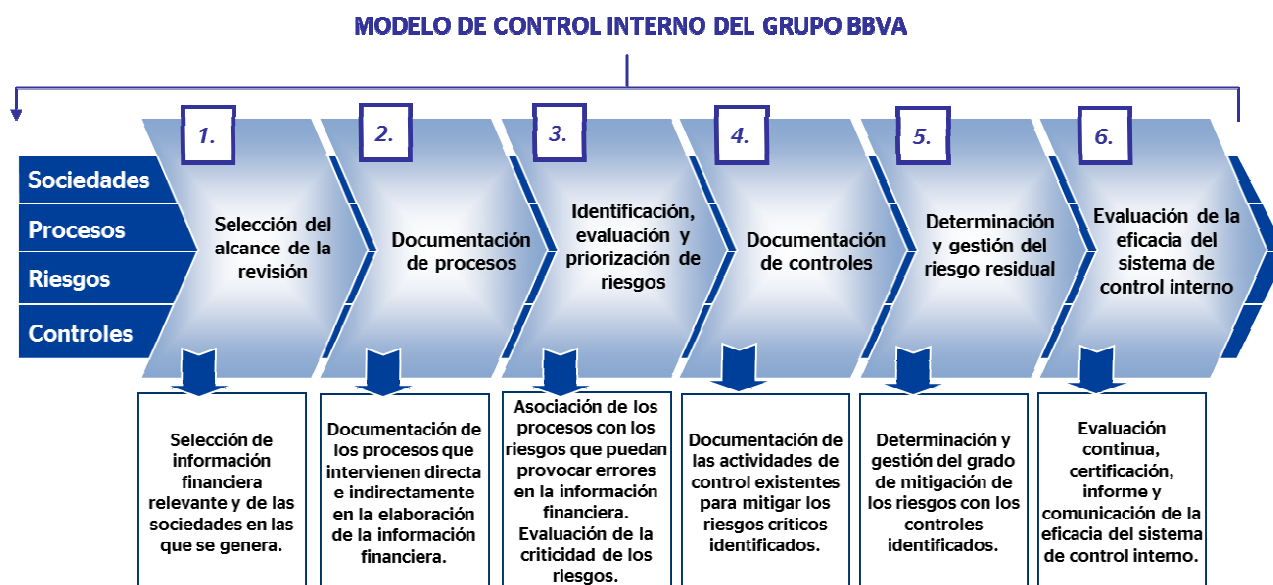 MODELO DE CONTROL INTERNO DEL GRUPO BBVA
Sociedades
Procesos
Riesgos
Controles
1.
Selección del
alcance de la
revisión
2.
Documentación
de procesos
3.
Identificación,
evaluación y
priorización de
riesgos
4.
Documentación
de controles
5.
Determinación
y gestión del
riesgo residual
6.
Evaluación de la
eficacia del
sistema de
control interno
Selección de
información
financiera
relevante y de las
sociedades en las
que se genera.
Documentación de
los procesos que
intervienen directa
e indirectamente
en la elaboración
de la información
financiera.
Asociación de los
procesos con los
riesgos que puedan
provocar errores
en la información
financiera.
Evaluación de la
criticidad de los
riesgos.
Documentación de
las actividades de
control existentes
para mitigar los
riesgos críticos
identificados.
Determinación y
gestión del grado
de mitigación de
los riesgos con los
controles
identificados.
Evaluación
continua,
certificación,
informe y
comunicación de la
eficacia del sistema
de control interno.